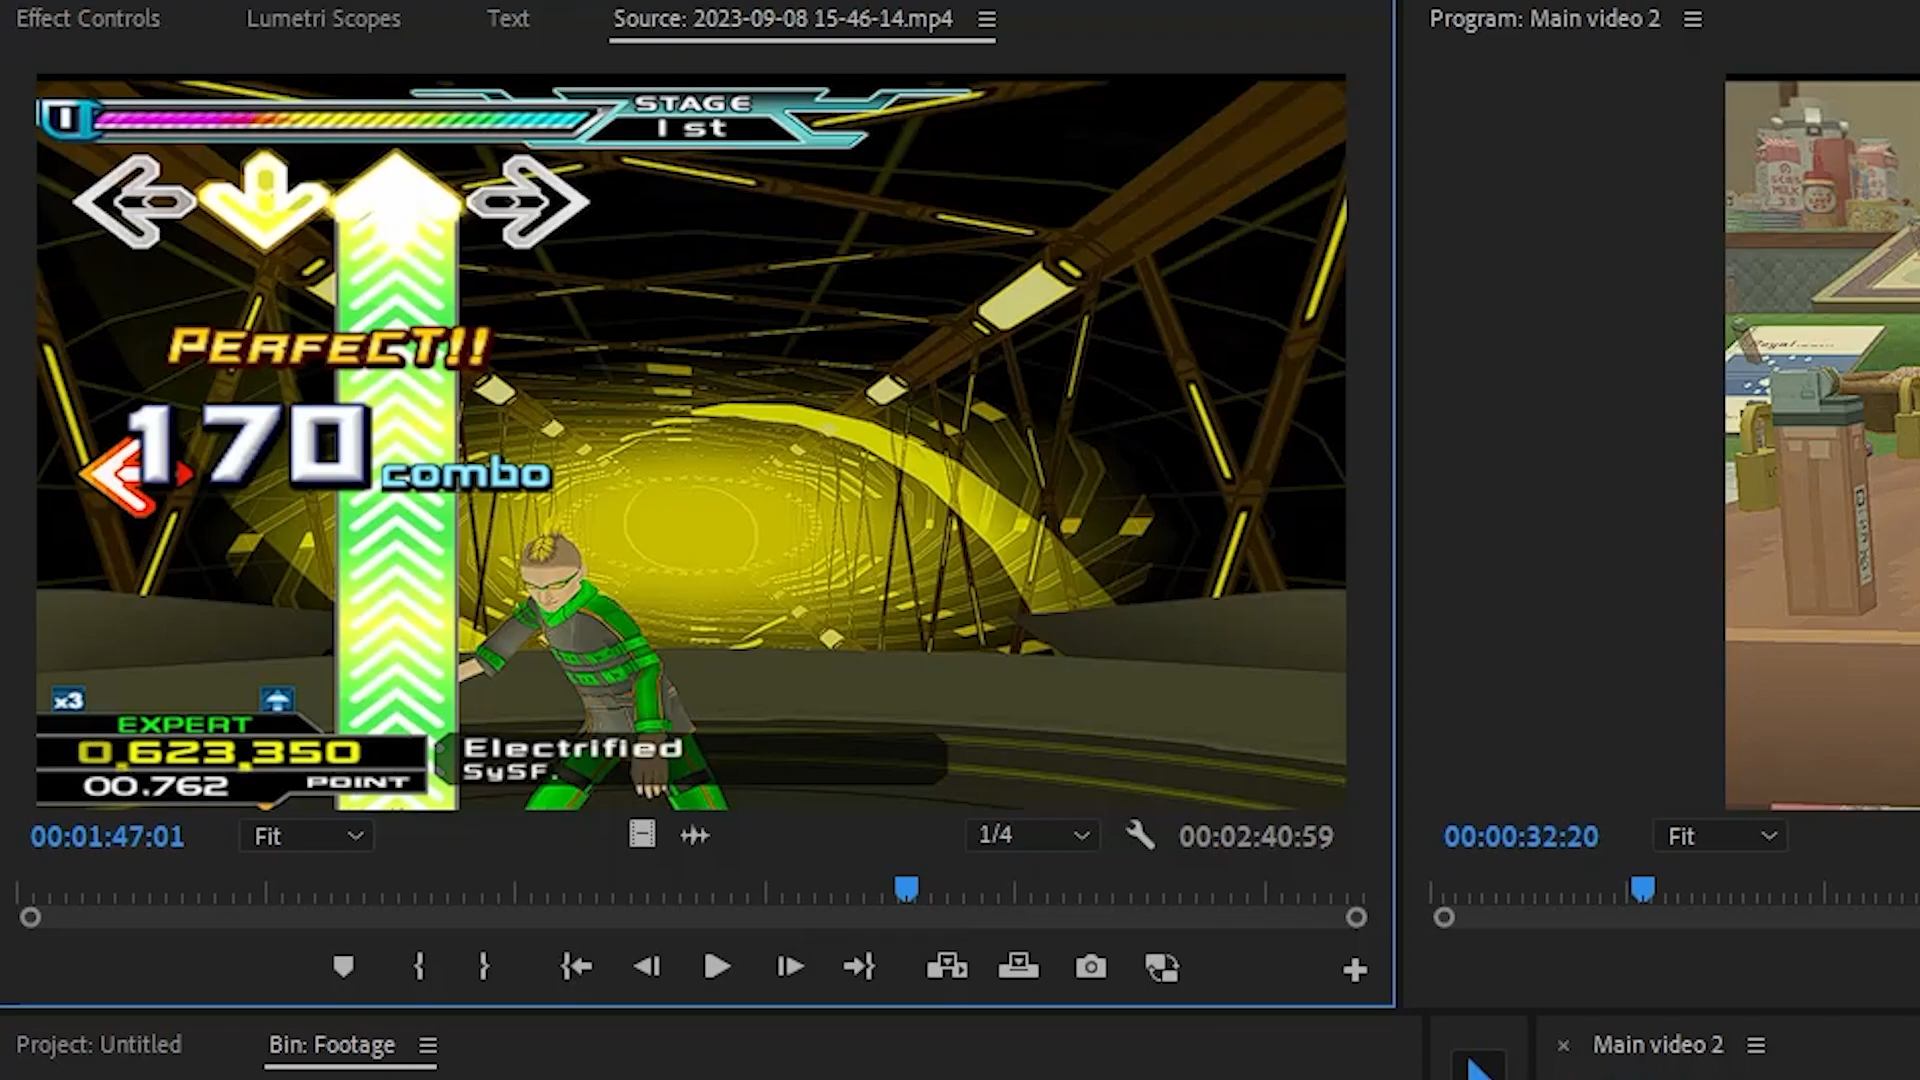 Effect Controls
Lumetri Scopes
Text
Source: 2023-09-08 15-46-14.mp4
Program: Main video 2
STAGE
1st
PERFECT!!
170 combo
x3
EXPERT
0,623,350
00.762 POINT
Electrified
SySF.
00:01:47:01
Fit
1/4
00:02:40:59
00:00:32:20
Fit
Project: Untitled
Bin: Footage
Main video 2